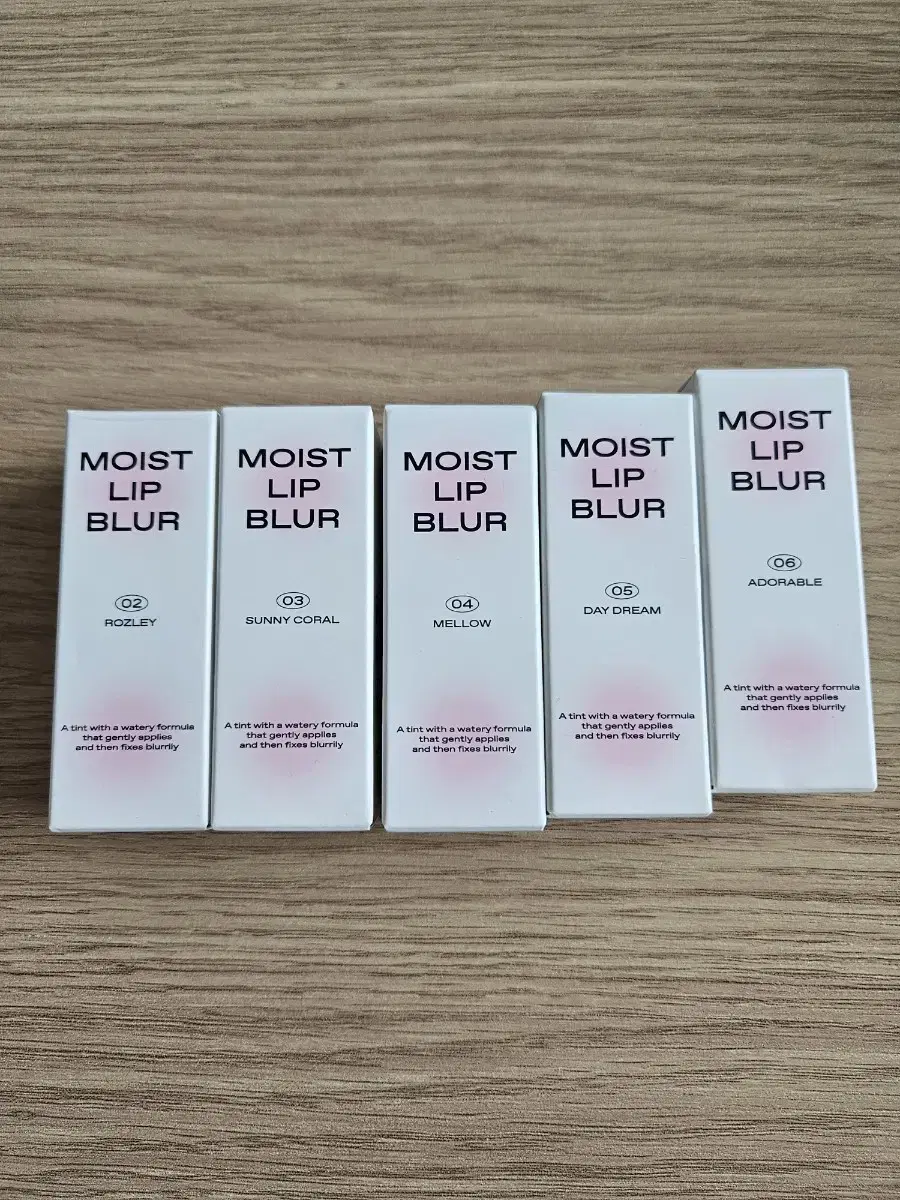 MOIST
LIP
BLUR
02
ROZLEY
A tint with a watery formula
that gently applies
and then fixes blurrily
MOIST
LIP
BLUR
03
SUNNY CORAL
A tint with a watery formula
that gently applies
and then fixes blurrily
MOIST
LIP
BLUR
04
MELLOW
A tint with a watery formula
that gently applies
and then fixes blurrily
MOIST
LIP
BLUR
05
DAY DREAM
A tint with a watery formula
that gently applies
and then fixes blurrily
MOIST
LIP
BLUR
06
ADORABLE
A tint with a watery formula
that gently applies
and then fixes blurrily